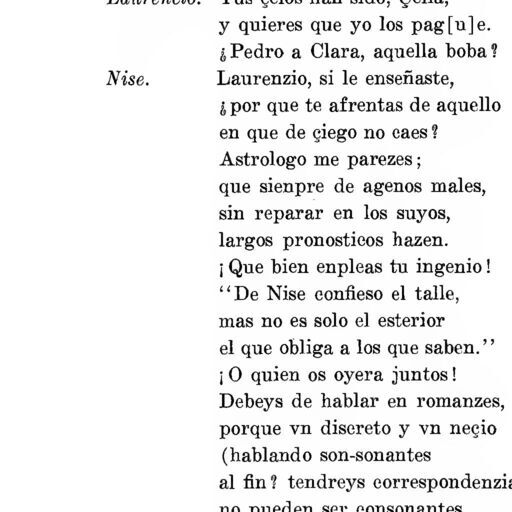 Laurencio. Tus çelos han sido, Çelia,
y quieres que yo los pag[u]e.
¿Pedro a Clara, aquella boba?
Nise. Laurenzio, si le enseñaste,
¿por que te afrentas de aquello
en que de çiego no caes?
Astrologo me parezes;
que sienpre de agenos males,
sin reparar en los suyos,
largos pronosticos hazen.
¡Que bien enpleas tu ingenio!
“De Nise confieso el talle,
mas no es solo el esterior
el que obliga a los que saben.”
¡O quien os oyera juntos!
Debeys de hablar en romanzes,
porque vn discreto y vn neçio
(hablando son-sonantes
al fin? tendreys correspondenzia
no pueden ser consonantes